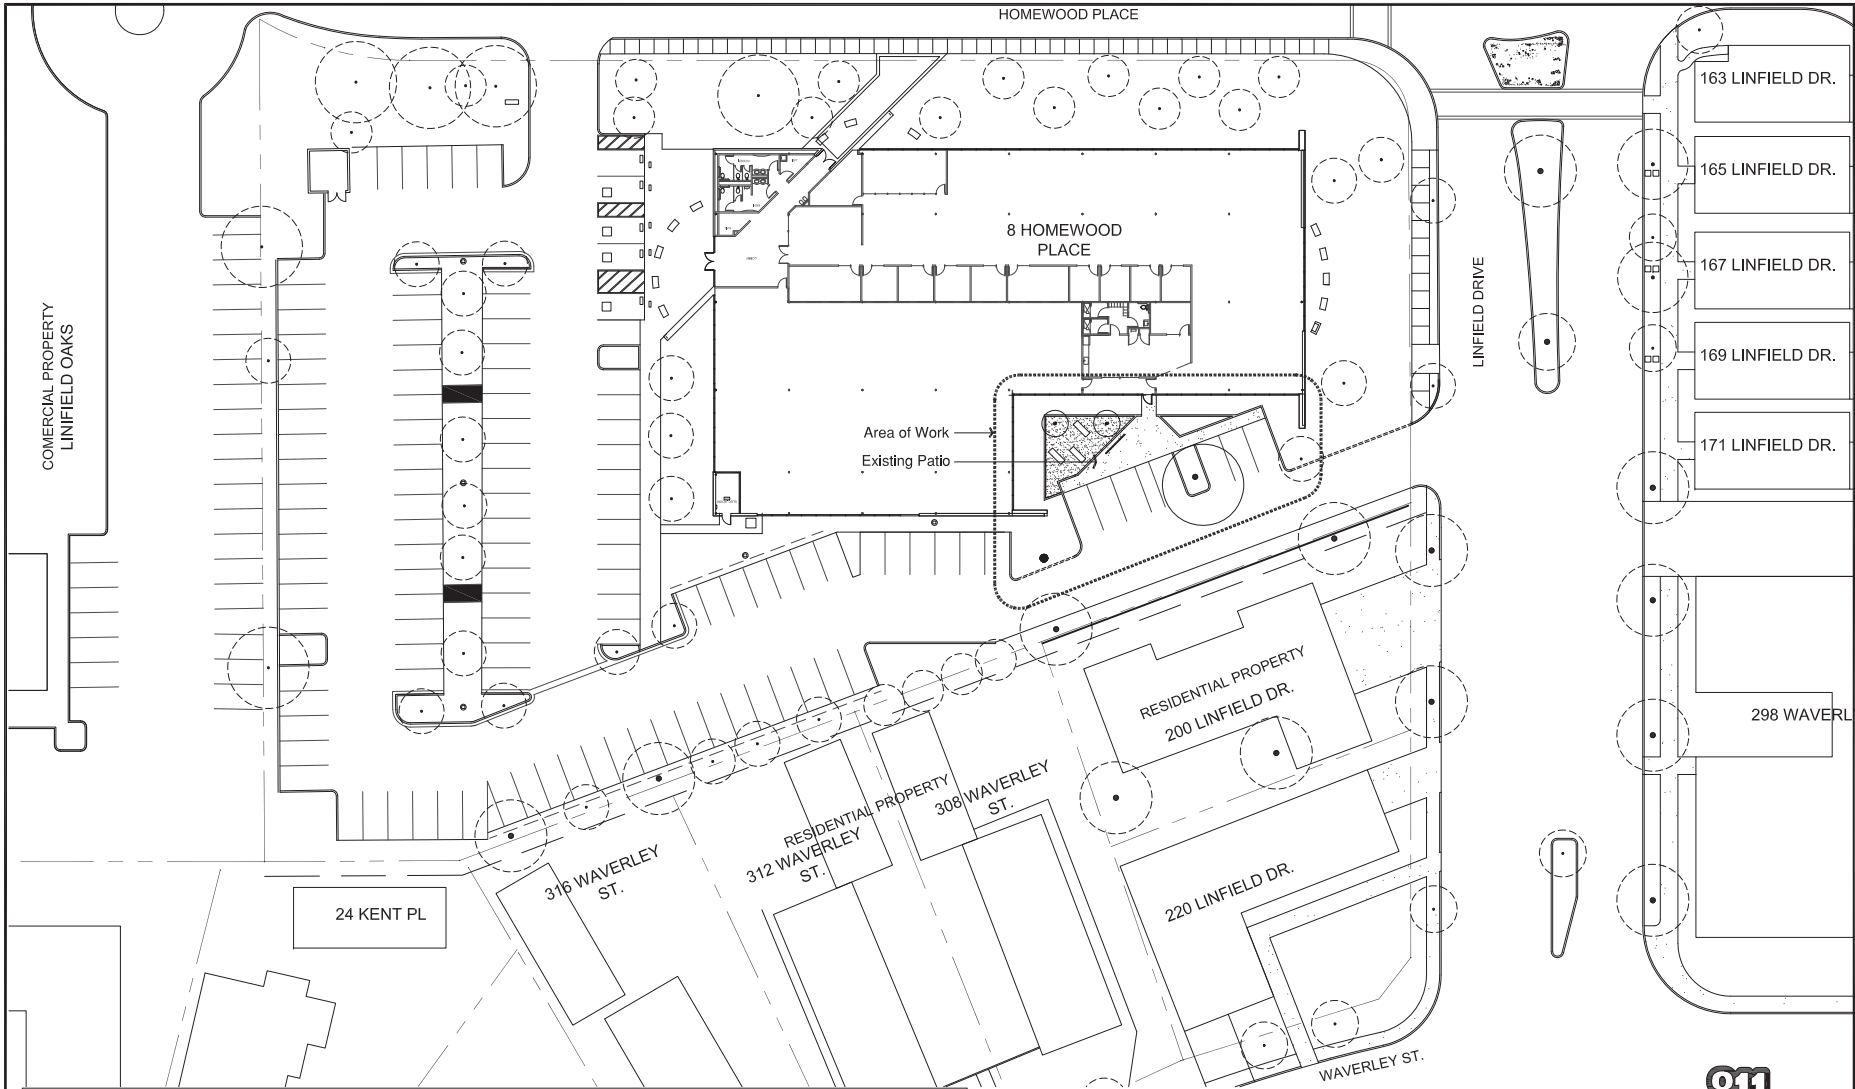 HOMEWOOD PLACE
163 LINFIELD DR.
165 LINFIELD DR.
8 HOMEWOOD
PLACE
167 LINFIELD DR.
LINFIELD DRIVE
COMERCIAL PROPERTY
LINIFIELD OAKS
169 LINFIELD DR.
Area of Work
Existing Patio
171 LINFIELD DR.
RESIDENTIAL PROPERTY
200 LINFIELD DR.
298 WAVERL
308 WAVERLEY
ST.
RESIDENTIAL PROPERTY
312 WAVERLEY
ST.
316 WAVERLEY
ST.
220 LINFIELD DR.
24 KENT PL
WAVERLEY ST.
911